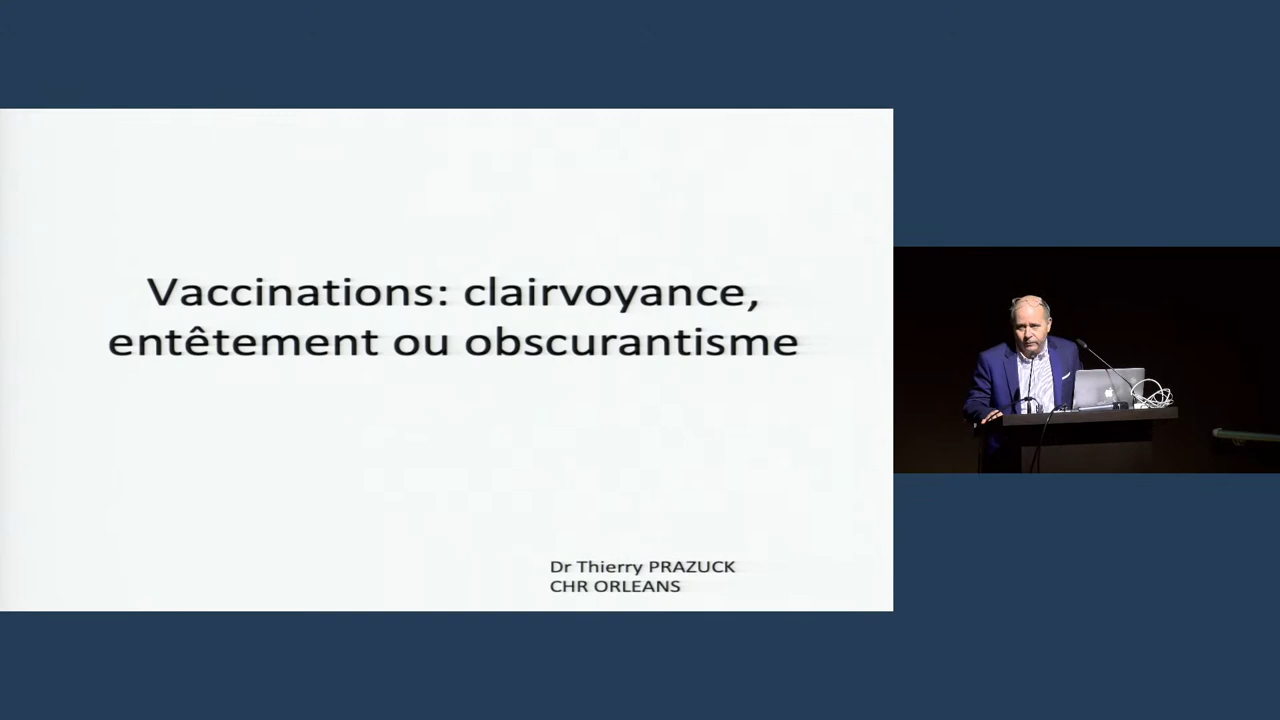 Vaccinations: clairvoyance,
entêtement ou obscurantisme
Dr Thierry PRAZUCK
CHR ORLEANS